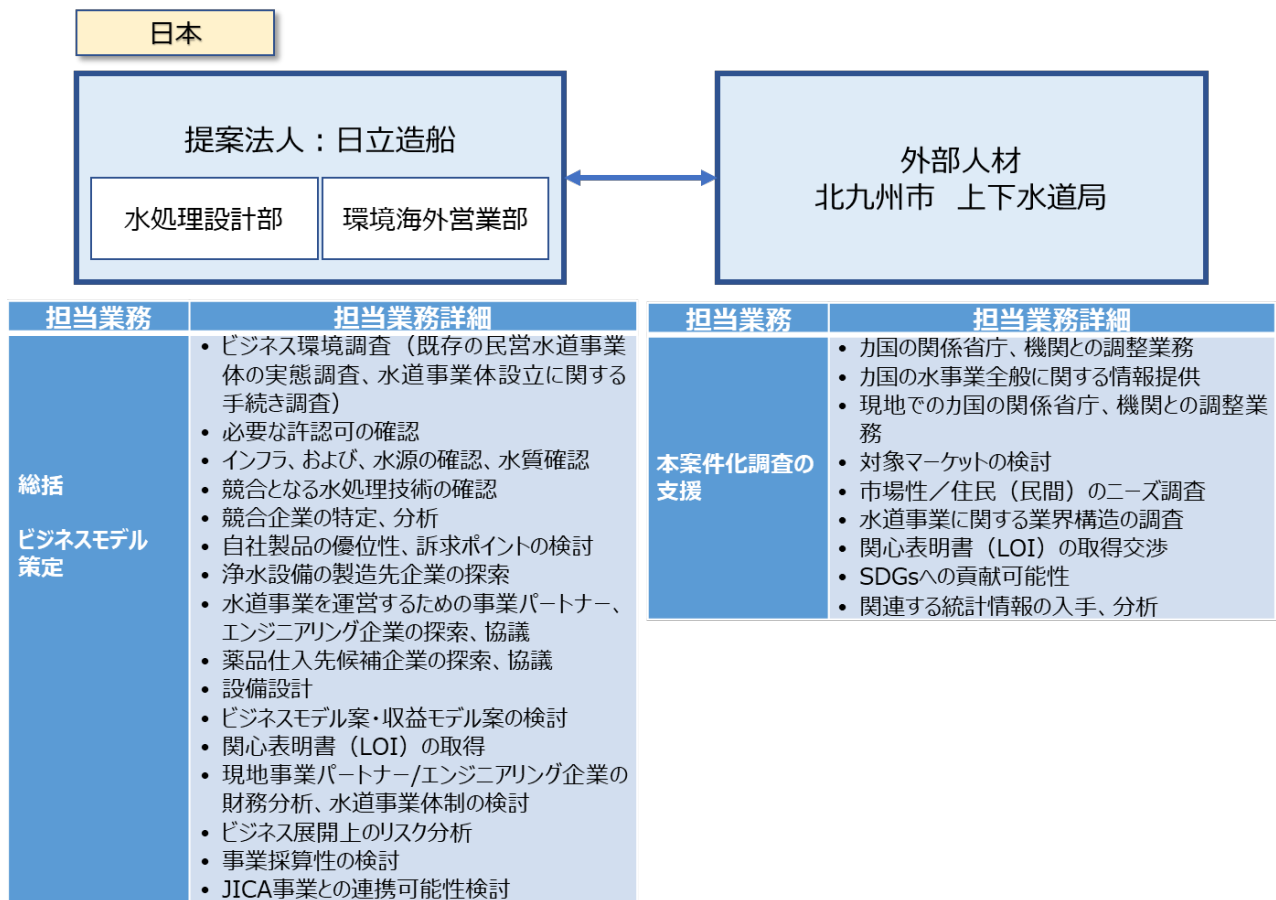 日本
提案法人：日立造船
水処理設計部
環境海外営業部
外部人材
北九州市 上下水道局
担当業務
担当業務詳細
総括
ビジネスモデル
策定
• ビジネス環境調査（既存の民営水道事業
体の実態調査、水道事業体設立に関する
手続き調査）
• 必要な許認可の確認
• インフラ、および、水源の確認、水質確認
• 競合となる水処理技術の確認
• 競合企業の特定、分析
• 自社製品の優位性、訴求ポイントの検討
• 浄水設備の製造先企業の探索
• 水道事業を運営するための事業パートナー、
エンジニアリング企業の探索、協議
• 薬品仕入先候補企業の探索、協議
• 設備設計
• ビジネスモデル案・収益モデル案の検討
• 関心表明書（LOI）の取得
• 現地事業パートナー/エンジニアリング企業の
財務分析、水道事業体制の検討
• ビジネス展開上のリスク分析
• 事業採算性の検討
• JICA事業との連携可能性検討
担当業務
担当業務詳細
本案件化調査の
支援
• カ国の関係省庁、機関との調整業務
• カ国の水事業全般に関する情報提供
• 現地でのカ国の関係省庁、機関との調整業
務
• 対象マーケットの検討
• 市場性／住民（民間）のニーズ調査
• 水道事業に関する業界構造の調査
• 関心表明書（LOI）の取得交渉
• SDGsへの貢献可能性
• 関連する統計情報の入手、分析